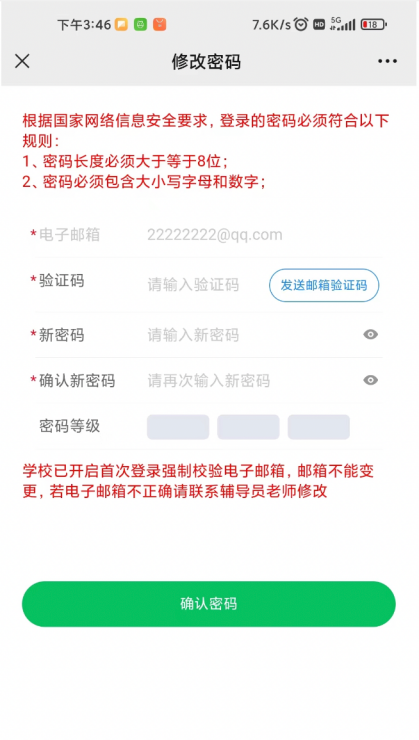 下午3:46
7.6K/s HD 5G 18
修改密码
根据国家网络信息安全要求，登录的密码必须符合以下
规则：
1、密码长度必须大于等于8位；
2、密码必须包含大小写字母和数字；
*电子邮箱 22222222@qq.com
*验证码 请输入验证码 发送邮箱验证码
*新密码 请输入新密码
*确认新密码 请再次输入新密码
密码等级
学校已开启首次登录强制校验电子邮箱，邮箱不能变
更，若电子邮箱不正确请联系辅导员老师修改
确认密码